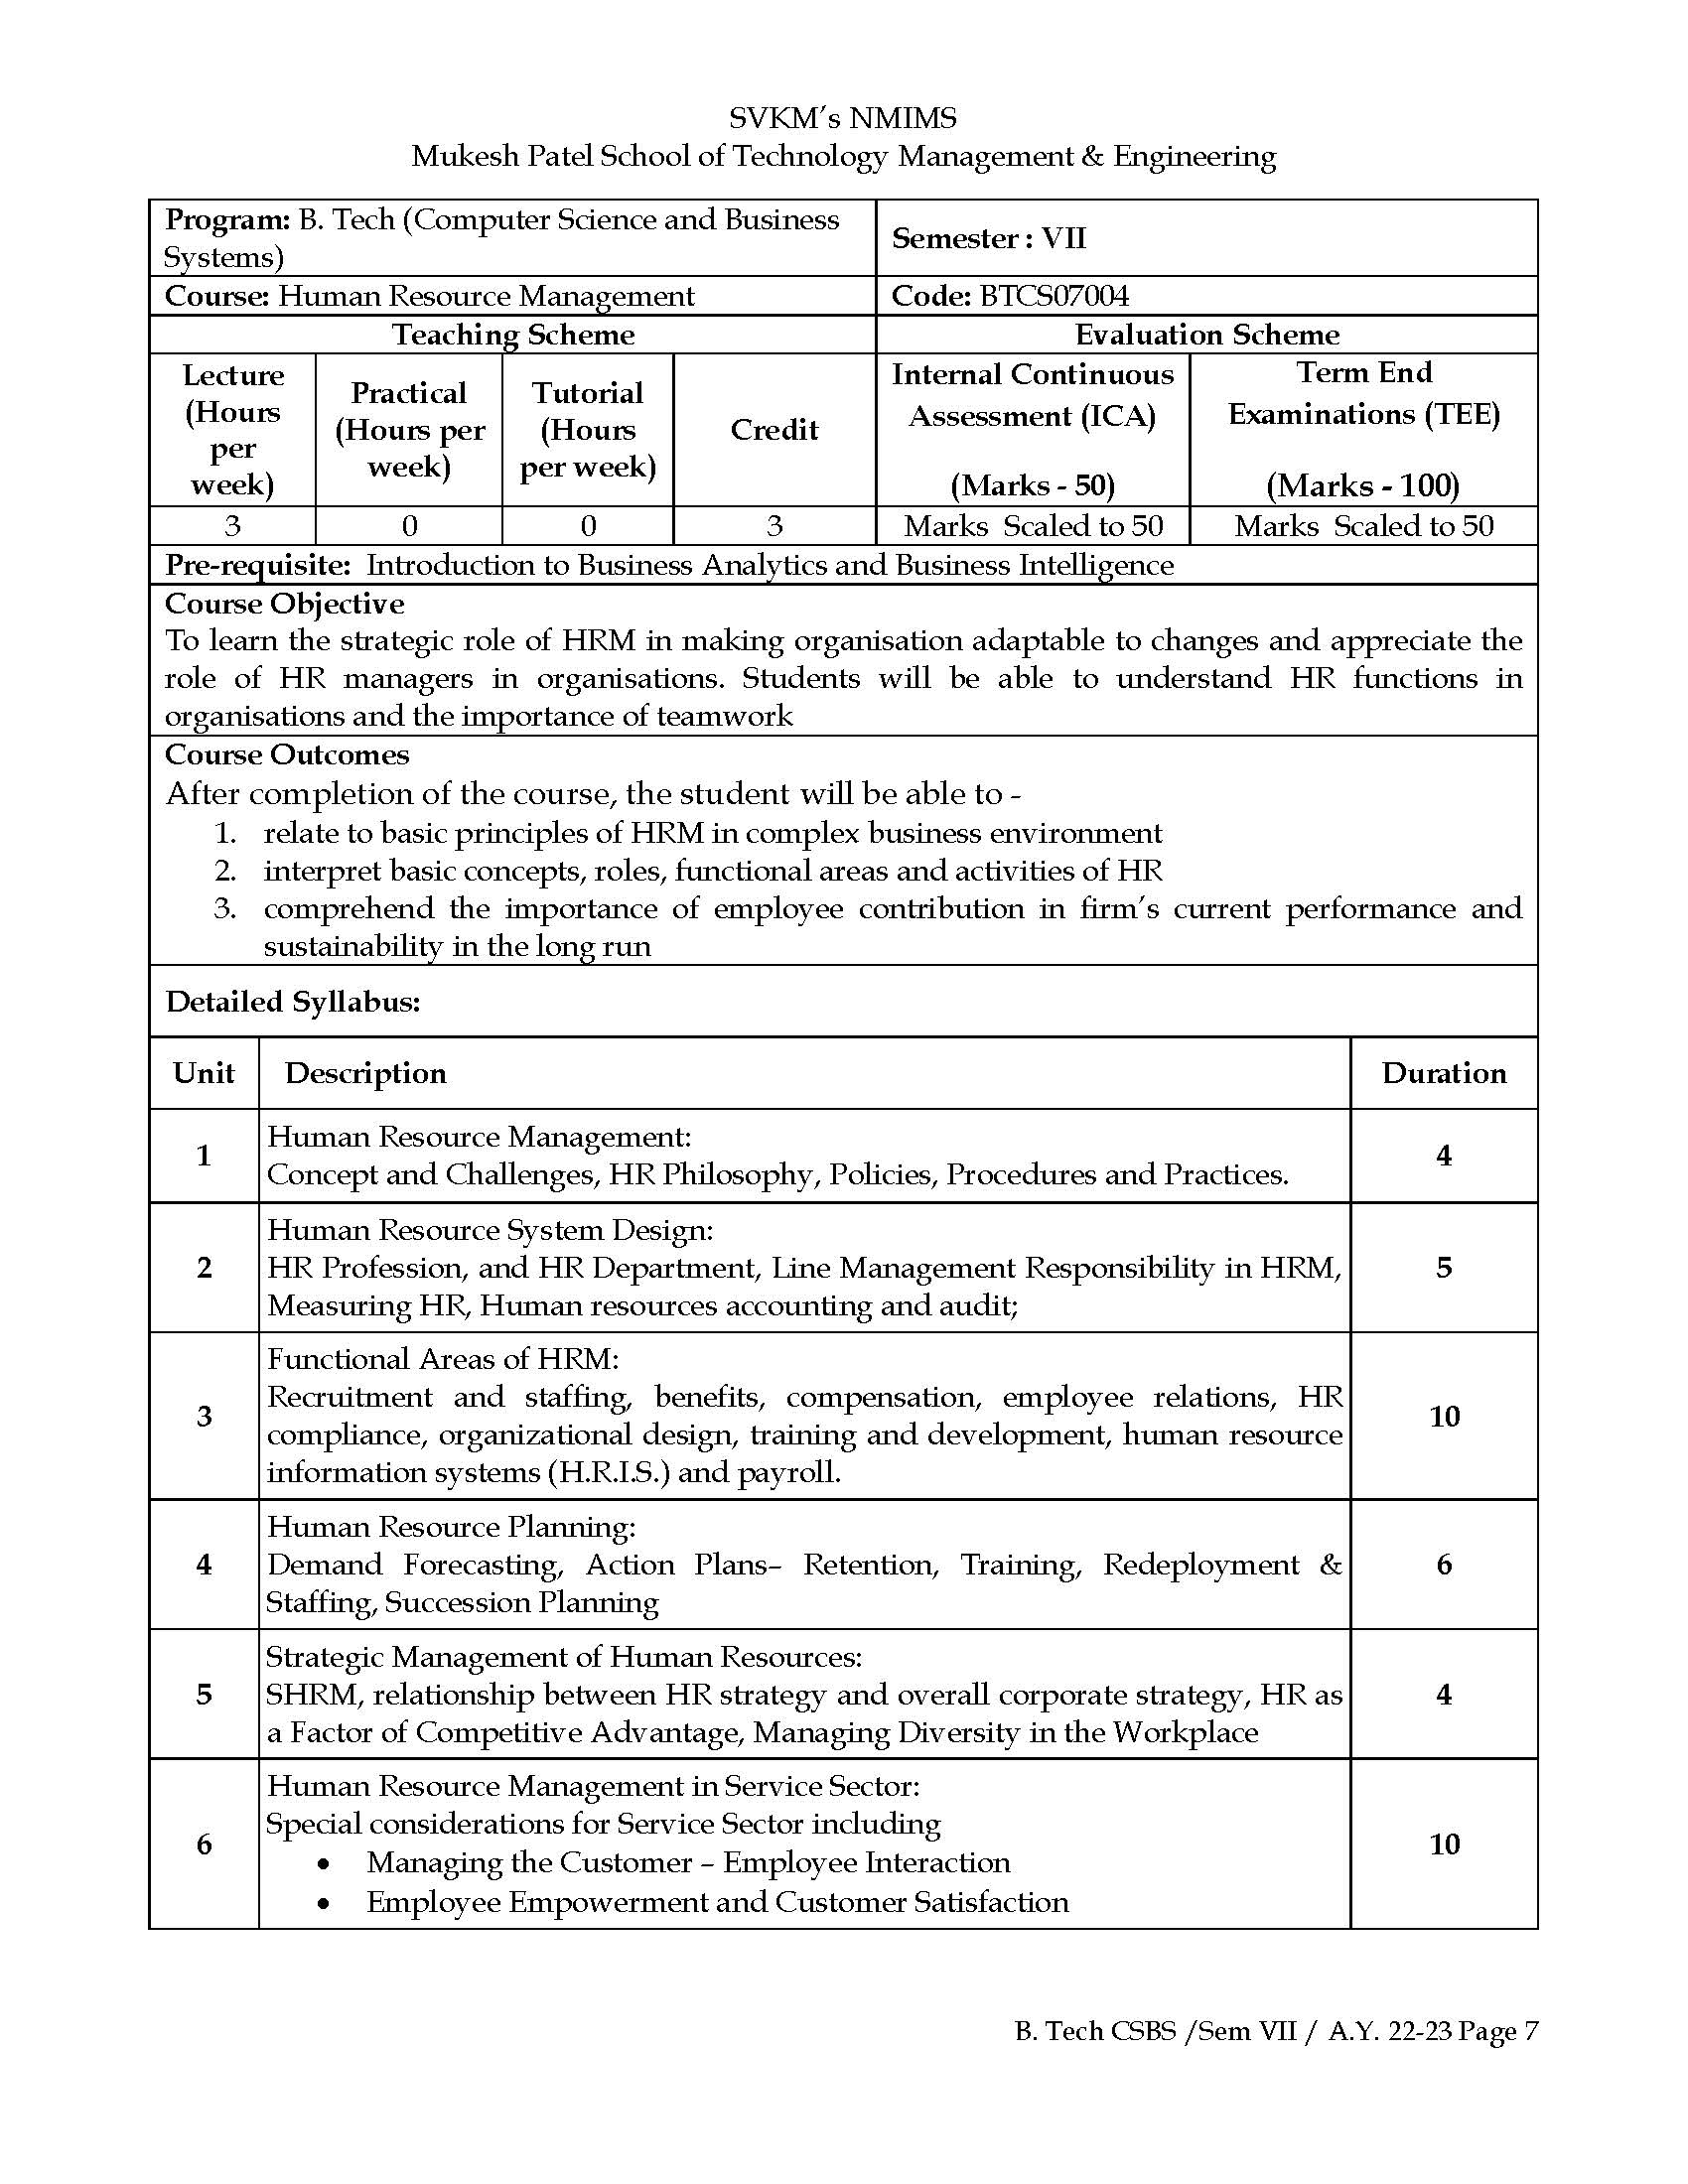 SVKM’s NMIMS
Mukesh Patel School of Technology Management & Engineering
Program: B. Tech (Computer Science and Business
Systems)
Semester : VII
Course: Human Resource Management
Code: BTCS07004
Teaching Scheme
Evaluation Scheme
Lecture
(Hours
per
week)
Practical
(Hours per
week)
Tutorial
(Hours
per week)
Credit
Internal Continuous
Assessment (ICA)
(Marks - 50)
Term End
Examinations (TEE)
(Marks - 100)
3
0
0
3
Marks Scaled to 50
Marks Scaled to 50
Pre-requisite: Introduction to Business Analytics and Business Intelligence
Course Objective
To learn the strategic role of HRM in making organisation adaptable to changes and appreciate the
role of HR managers in organisations. Students will be able to understand HR functions in
organisations and the importance of teamwork
Course Outcomes
After completion of the course, the student will be able to -
1. relate to basic principles of HRM in complex business environment
2. interpret basic concepts, roles, functional areas and activities of HR
3. comprehend the importance of employee contribution in firm’s current performance and
sustainability in the long run
Detailed Syllabus:
Unit
Description
Duration
1
Human Resource Management:
Concept and Challenges, HR Philosophy, Policies, Procedures and Practices.
4
2
Human Resource System Design:
HR Profession, and HR Department, Line Management Responsibility in HRM,
Measuring HR, Human resources accounting and audit;
5
3
Functional Areas of HRM:
Recruitment and staffing, benefits, compensation, employee relations, HR
compliance, organizational design, training and development, human resource
information systems (H.R.I.S.) and payroll.
10
4
Human Resource Planning:
Demand Forecasting, Action Plans– Retention, Training, Redeployment &
Staffing, Succession Planning
6
5
Strategic Management of Human Resources:
SHRM, relationship between HR strategy and overall corporate strategy, HR as
a Factor of Competitive Advantage, Managing Diversity in the Workplace
4
6
Human Resource Management in Service Sector:
Special considerations for Service Sector including
• Managing the Customer – Employee Interaction
• Employee Empowerment and Customer Satisfaction
10
B. Tech CSBS /Sem VII / A.Y. 22-23 Page 7